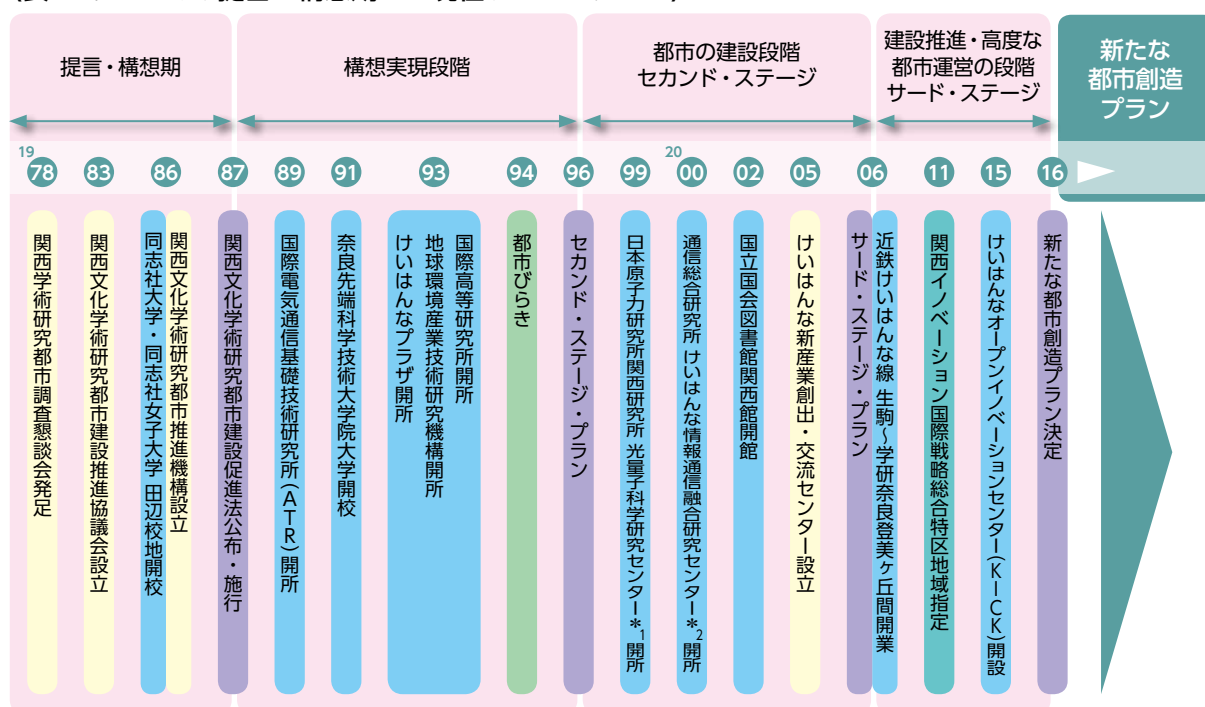 提言・構想期
構想実現段階
都市の建設段階
セカンド・ステージ
建設推進・高度な
都市運営の段階
サード・ステージ
新たな
都市創造
プラン
19
78
83
86
87
89
91
93
94
96
99
20
00
02
05
06
11
15
16
関西学術研究都市調査懇談会発足
関西文化学術研究都市建設推進協議会設立
同志社大学・同志社女子大学 田辺校地開校
関西文化学術研究都市推進機構設立
関西文化学術研究都市建設促進法公布・施行
国際電気通信基礎技術研究所(ATR)開所
奈良先端科学技術大学院大学開校
けいはんなプラザ開所
地球環境産業技術研究機構開所
国際高等研究所開所
都市びらき
セカンド・ステージ・プラン
日本原子力研究所関西研究所 光量子科学研究センター*1開所
通信総合研究所 けいはんな情報通信融合研究センター*2開所
国立国会図書館関西館開館
けいはんな新産業創出・交流センター設立
サード・ステージ・プラン
近鉄けいはんな線 生駒~学研奈良登美ヶ丘間開業
関西イノベーション国際戦略総合特区地域指定
けいはんなオープンイノベーションセンター(KICK)開設
新たな都市創造プラン決定